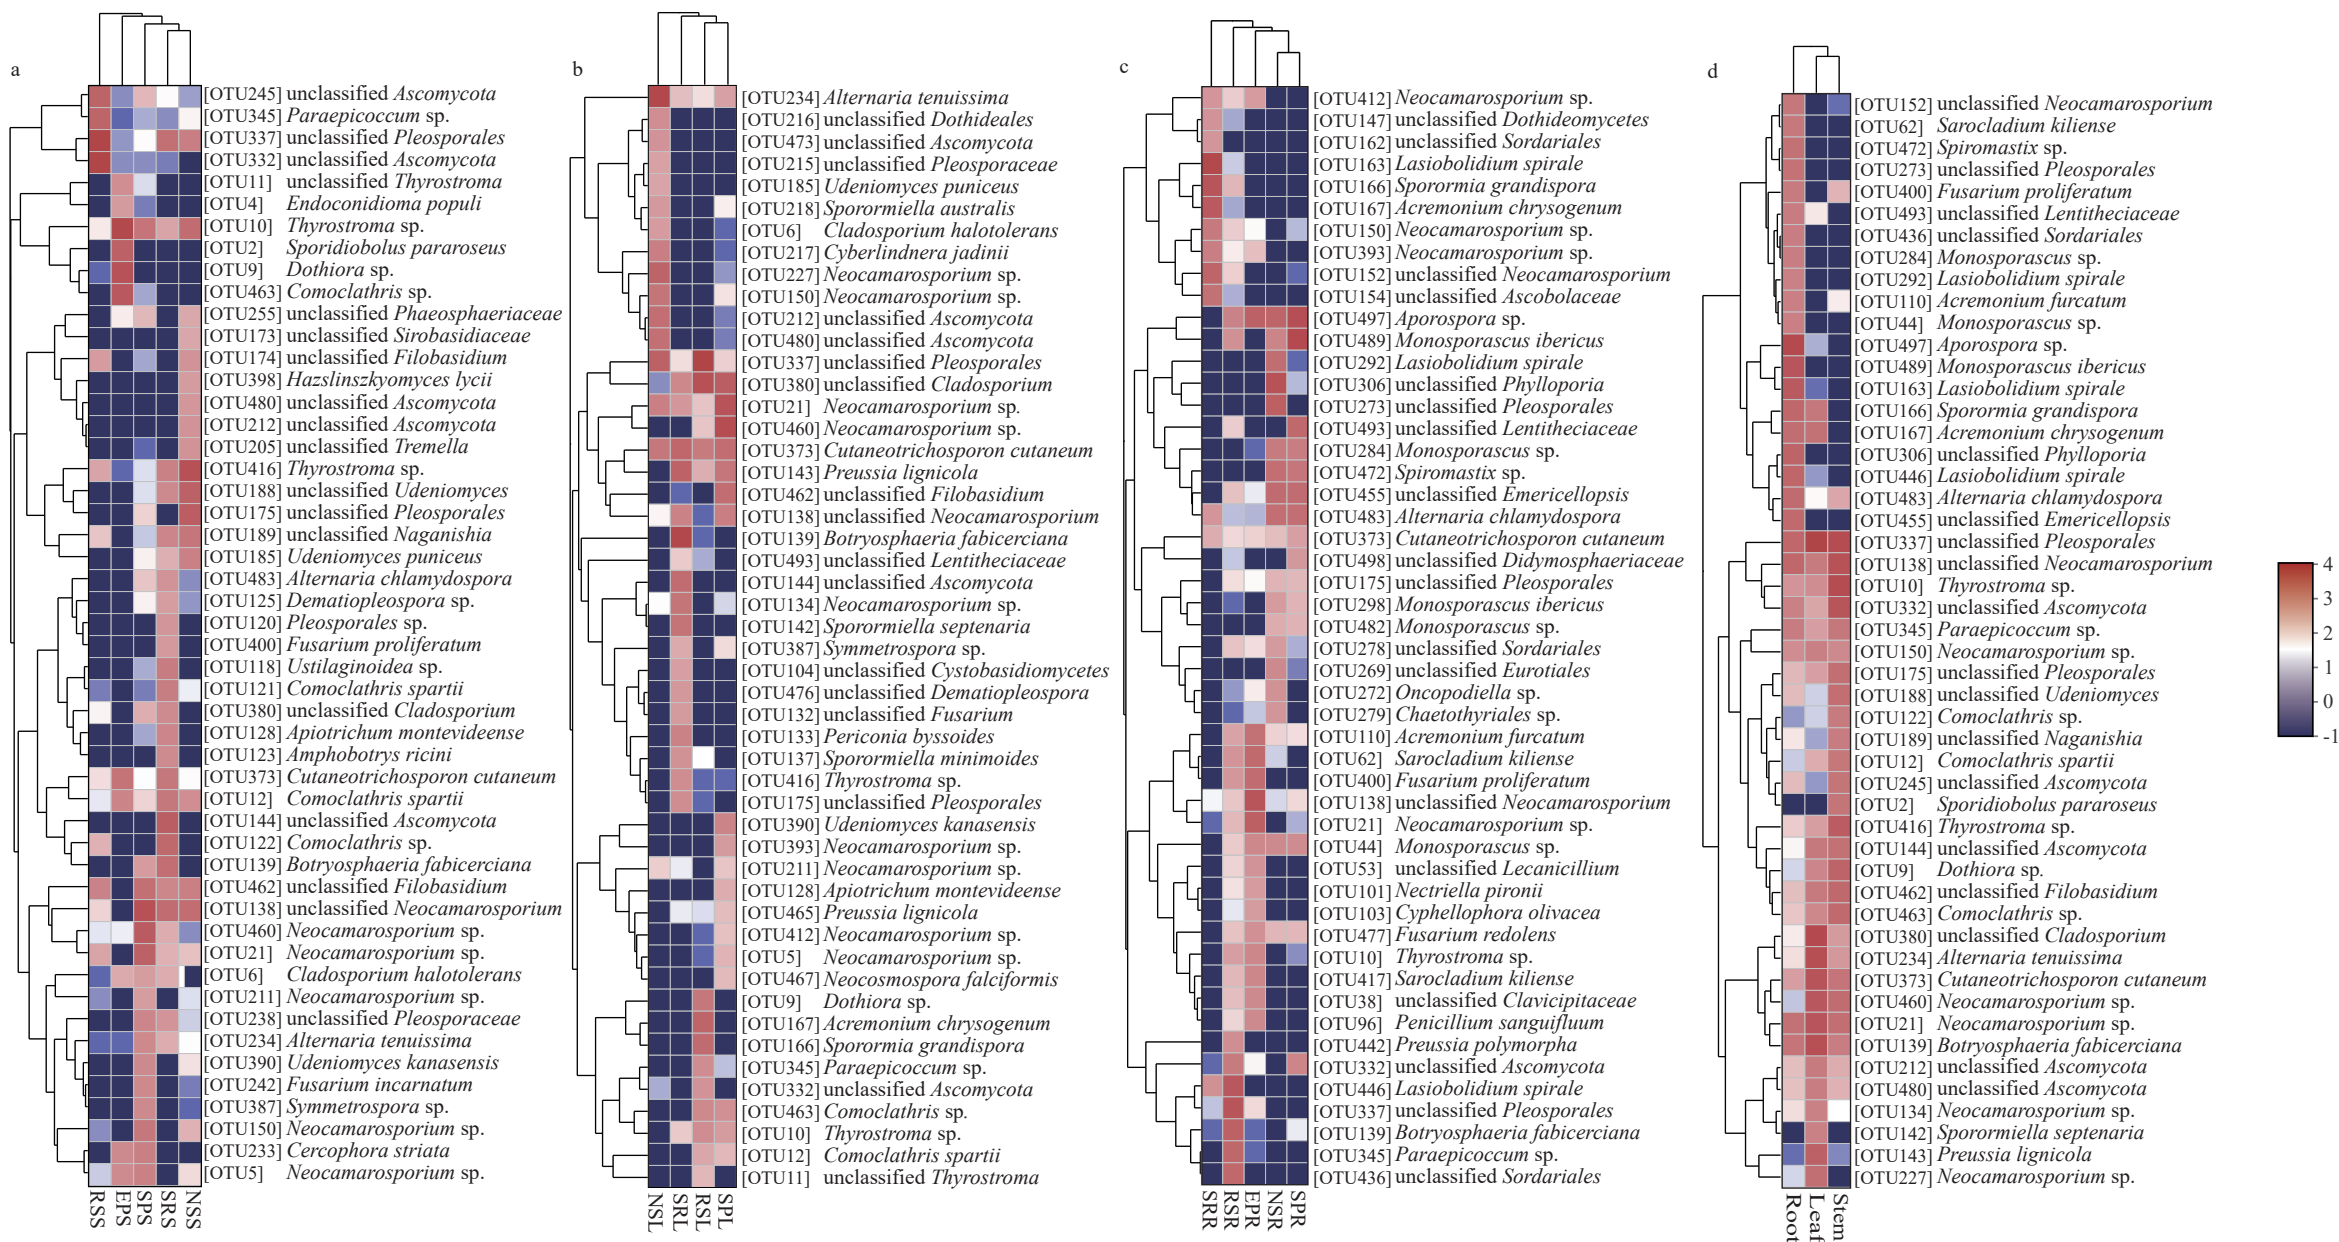 a
[OTU245] unclassified Ascomycota
[OTU345] Paraepicoccum sp.
[OTU337] unclassified Pleosporales
[OTU332] unclassified Ascomycota
[OTU11] unclassified Thyrostroma
[OTU4] Endoconidioma populi
[OTU10] Thyrostroma sp.
[OTU2] Sporidiobolus pararoseus
[OTU9] Dothiora sp.
[OTU463] Comoclathris sp.
[OTU255] unclassified Phaeosphaeriaceae
[OTU173] unclassified Sirobasidiaceae
[OTU174] unclassified Filobasidium
[OTU398] Hazslinszkyomyces lycii
[OTU480] unclassified Ascomycota
[OTU212] unclassified Ascomycota
[OTU205] unclassified Tremella
[OTU416] Thyrostroma sp.
[OTU188] unclassified Udeniomyces
[OTU175] unclassified Pleosporales
[OTU189] unclassified Naganishia
[OTU185] Udeniomyces puniceus
[OTU483] Alternaria chlamydospora
[OTU125] Dematiopleospora sp.
[OTU120] Pleosporales sp.
[OTU400] Fusarium proliferatum
[OTU118] Ustilaginoidea sp.
[OTU121] Comoclathris spartii
[OTU380] unclassified Cladosporium
[OTU128] Apiotrichum montevideense
[OTU123] Amphobotrys ricini
[OTU373] Cutaneotrichosporon cutaneum
[OTU12] Comoclathris spartii
[OTU144] unclassified Ascomycota
[OTU122] Comoclathris sp.
[OTU139] Botryosphaeria fabicerciana
[OTU462] unclassified Filobasidium
[OTU138] unclassified Neocamarosporium
[OTU460] Neocamarosporium sp.
[OTU21] Neocamarosporium sp.
[OTU6] Cladosporium halotolerans
[OTU211] Neocamarosporium sp.
[OTU238] unclassified Pleosporaceae
[OTU234] Alternaria tenuissima
[OTU390] Udeniomyces kanasensis
[OTU242] Fusarium incarnatum
[OTU387] Symmetrospora sp.
[OTU150] Neocamarosporium sp.
[OTU233] Cercophora striata
[OTU5] Neocamarosporium sp.
RSS EPS SPS SRS NSS
b
[OTU234] Alternaria tenuissima
[OTU216] unclassified Dothideales
[OTU473] unclassified Ascomycota
[OTU215] unclassified Pleosporaceae
[OTU185] Udeniomyces puniceus
[OTU218] Sporormiella australis
[OTU6] Cladosporium halotolerans
[OTU217] Cyberlindnera jadinii
[OTU227] Neocamarosporium sp.
[OTU150] Neocamarosporium sp.
[OTU212] unclassified Ascomycota
[OTU480] unclassified Ascomycota
[OTU337] unclassified Pleosporales
[OTU380] unclassified Cladosporium
[OTU21] Neocamarosporium sp.
[OTU460] Neocamarosporium sp.
[OTU373] Cutaneotrichosporon cutaneum
[OTU143] Preussia lignicola
[OTU462] unclassified Filobasidium
[OTU138] unclassified Neocamarosporium
[OTU139] Botryosphaeria fabicerciana
[OTU493] unclassified Lentitheciaceae
[OTU144] unclassified Ascomycota
[OTU134] Neocamarosporium sp.
[OTU142] Sporormiella septenaria
[OTU387] Symmetrospora sp.
[OTU104] unclassified Cystobasidiomycetes
[OTU476] unclassified Dematiopleospora
[OTU132] unclassified Fusarium
[OTU133] Periconia byssoides
[OTU137] Sporormiella minimoides
[OTU416] Thyrostroma sp.
[OTU175] unclassified Pleosporales
[OTU390] Udeniomyces kanasensis
[OTU393] Neocamarosporium sp.
[OTU211] Neocamarosporium sp.
[OTU128] Apiotrichum montevideense
[OTU465] Preussia lignicola
[OTU412] Neocamarosporium sp.
[OTU5] Neocamarosporium sp.
[OTU467] Neocosmospora falciformis
[OTU9] Dothiora sp.
[OTU167] Acremonium chrysogenum
[OTU166] Sporormia grandispora
[OTU345] Paraepicoccum sp.
[OTU332] unclassified Ascomycota
[OTU463] Comoclathris sp.
[OTU10] Thyrostroma sp.
[OTU12] Comoclathris spartii
[OTU11] unclassified Thyrostroma
NSL SRL RSL SPL
c
[OTU412] Neocamarosporium sp.
[OTU147] unclassified Dothideomycetes
[OTU162] unclassified Sordariales
[OTU163] Lasiobolidium spirale
[OTU166] Sporormia grandispora
[OTU167] Acremonium chrysogenum
[OTU150] Neocamarosporium sp.
[OTU393] Neocamarosporium sp.
[OTU152] unclassified Neocamarosporium
[OTU154] unclassified Ascobolaceae
[OTU497] Aporospora sp.
[OTU489] Monosporascus ibericus
[OTU292] Lasiobolidium spirale
[OTU306] unclassified Phylloporia
[OTU273] unclassified Pleosporales
[OTU493] unclassified Lentitheciaceae
[OTU284] Monosporascus sp.
[OTU472] Spiromastix sp.
[OTU455] unclassified Emericellopsis
[OTU483] Alternaria chlamydospora
[OTU373] Cutaneotrichosporon cutaneum
[OTU498] unclassified Didymosphaeriaceae
[OTU175] unclassified Pleosporales
[OTU298] Monosporascus ibericus
[OTU482] Monosporascus sp.
[OTU278] unclassified Sordariales
[OTU269] unclassified Eurotiales
[OTU272] Oncopodiella sp.
[OTU279] Chaetothyriales sp.
[OTU110] Acremonium furcatum
[OTU62] Sarocladium kiliense
[OTU400] Fusarium proliferatum
[OTU138] unclassified Neocamarosporium
[OTU21] Neocamarosporium sp.
[OTU44] Monosporascus sp.
[OTU53] unclassified Lecanicillium
[OTU101] Nectriella pironii
[OTU103] Cyphellophora olivacea
[OTU477] Fusarium redolens
[OTU10] Thyrostroma sp.
[OTU417] Sarocladium kiliense
[OTU38] unclassified Clavicipitaceae
[OTU96] Penicillium sanguifluum
[OTU442] Preussia polymorpha
[OTU332] unclassified Ascomycota
[OTU446] Lasiobolidium spirale
[OTU337] unclassified Pleosporales
[OTU139] Botryosphaeria fabicerciana
[OTU345] Paraepicoccum sp.
[OTU436] unclassified Sordariales
SRR RSR EPR NSR SPR
d
[OTU152] unclassified Neocamarosporium
[OTU62] Sarocladium kiliense
[OTU472] Spiromastix sp.
[OTU273] unclassified Pleosporales
[OTU400] Fusarium proliferatum
[OTU493] unclassified Lentitheciaceae
[OTU436] unclassified Sordariales
[OTU284] Monosporascus sp.
[OTU292] Lasiobolidium spirale
[OTU110] Acremonium furcatum
[OTU44] Monosporascus sp.
[OTU497] Aporospora sp.
[OTU489] Monosporascus ibericus
[OTU163] Lasiobolidium spirale
[OTU166] Sporormia grandispora
[OTU167] Acremonium chrysogenum
[OTU306] unclassified Phylloporia
[OTU446] Lasiobolidium spirale
[OTU483] Alternaria chlamydospora
[OTU455] unclassified Emericellopsis
[OTU337] unclassified Pleosporales
[OTU138] unclassified Neocamarosporium
[OTU10] Thyrostroma sp.
[OTU332] unclassified Ascomycota
[OTU345] Paraepicoccum sp.
[OTU150] Neocamarosporium sp.
[OTU175] unclassified Pleosporales
[OTU188] unclassified Udeniomyces
[OTU122] Comoclathris sp.
[OTU189] unclassified Naganishia
[OTU12] Comoclathris spartii
[OTU245] unclassified Ascomycota
[OTU2] Sporidiobolus pararoseus
[OTU416] Thyrostroma sp.
[OTU144] unclassified Ascomycota
[OTU9] Dothiora sp.
[OTU462] unclassified Filobasidium
[OTU463] Comoclathris sp.
[OTU380] unclassified Cladosporium
[OTU234] Alternaria tenuissima
[OTU373] Cutaneotrichosporon cutaneum
[OTU460] Neocamarosporium sp.
[OTU21] Neocamarosporium sp.
[OTU139] Botryosphaeria fabicerciana
[OTU212] unclassified Ascomycota
[OTU480] unclassified Ascomycota
[OTU134] Neocamarosporium sp.
[OTU142] Sporormiella septenaria
[OTU143] Preussia lignicola
[OTU227] Neocamarosporium sp.
Root Leaf Stem
4
3
2
1
0
-1